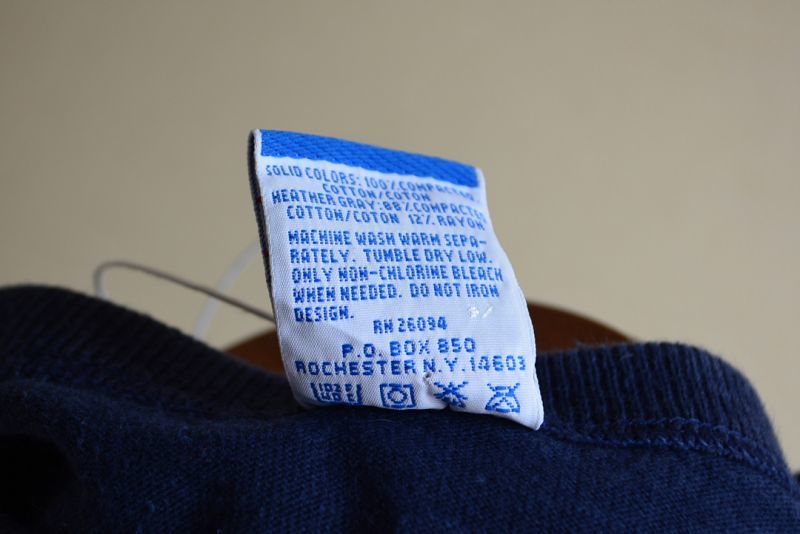 SOLID COLORS: 100% COMPACTED
COTTON/COTON
HEATHER GRAY: 88% COMPACTED
COTTON/COTON 12% RAYON
MACHINE WASH WARM SEPA-
RATELY. TUMBLE DRY LOW.
ONLY NON-CHLORINE BLEACH
WHEN NEEDED. DO NOT IRON
DESIGN.
RN 26094
P.O. BOX 850
ROCHESTER N.Y. 14603